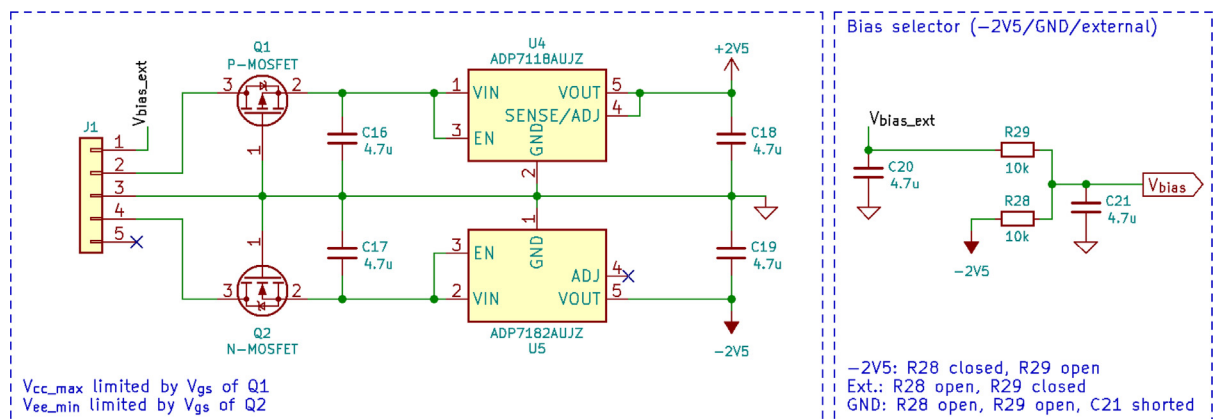 Bias selector (-2V5/GND/external)
Q1
P-MOSFET
U4
ADP7118AUJZ
+2V5
Vbias_ext
J1
1
2
3
4
5
3
2
1
C16
4.7u
1 VIN
3 EN
VOUT 5
SENSE/ADJ 4
GND
2
C18
4.7u
Vbias_ext
C20
4.7u
R29
10k
R28
10k
-2V5
Vbias
C21
4.7u
1
3
2
Q2
N-MOSFET
C17
4.7u
1
GND
3 EN
2 VIN
ADJ 4
VOUT 5
ADP7182AUJZ
U5
C19
4.7u
-2V5
Vcc_max limited by Vgs of Q1
Vee_min limited by Vgs of Q2
-2V5: R28 closed, R29 open
Ext.: R28 open, R29 closed
GND: R28 open, R29 open, C21 shorted